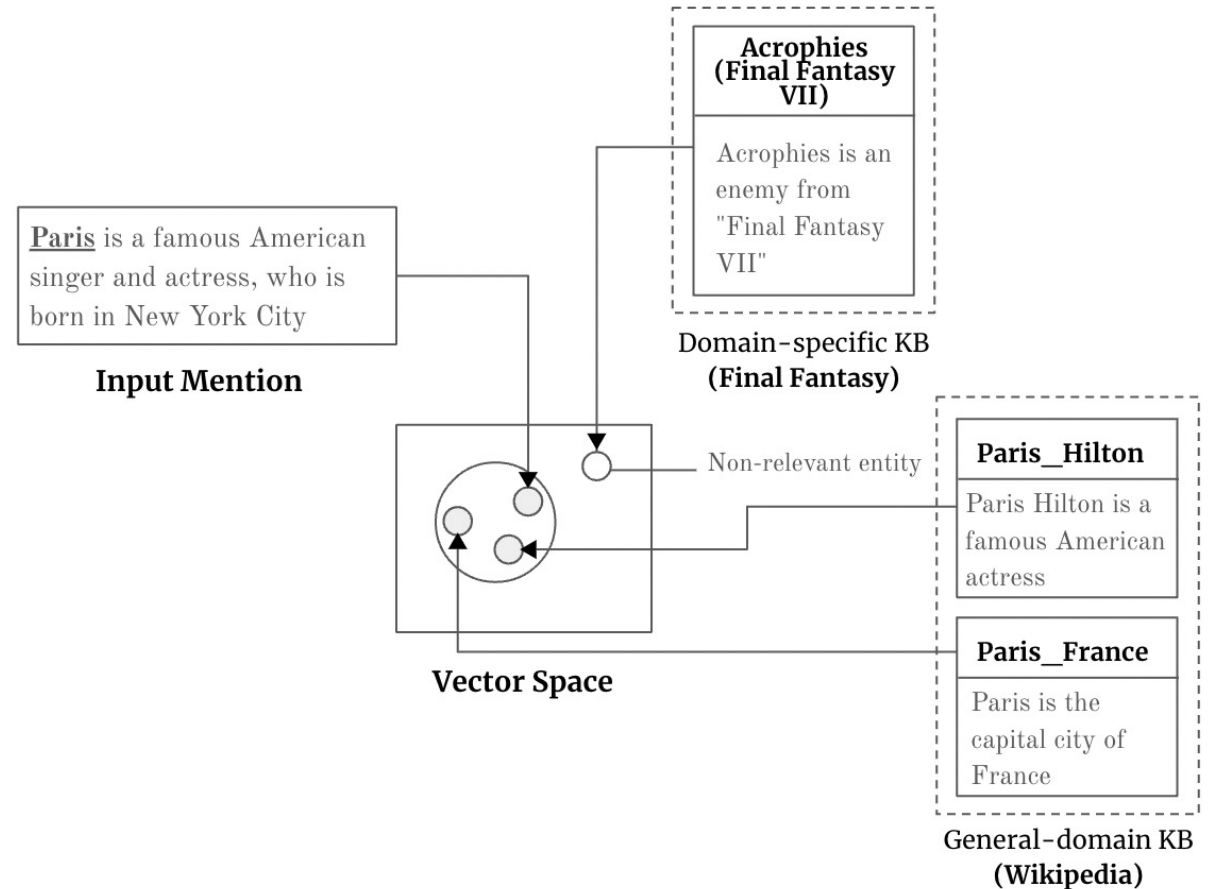 Acrophies
(Final Fantasy
VII)
Acrophies is an
enemy from
"Final Fantasy
VII"
Domain-specific KB
(Final Fantasy)
Paris is a famous American
singer and actress, who is
born in New York City
Input Mention
Non-relevant entity
Vector Space
Paris_Hilton
Paris Hilton is a
famous American
actress
Paris_France
Paris is the
capital city of
France
General-domain KB
(Wikipedia)